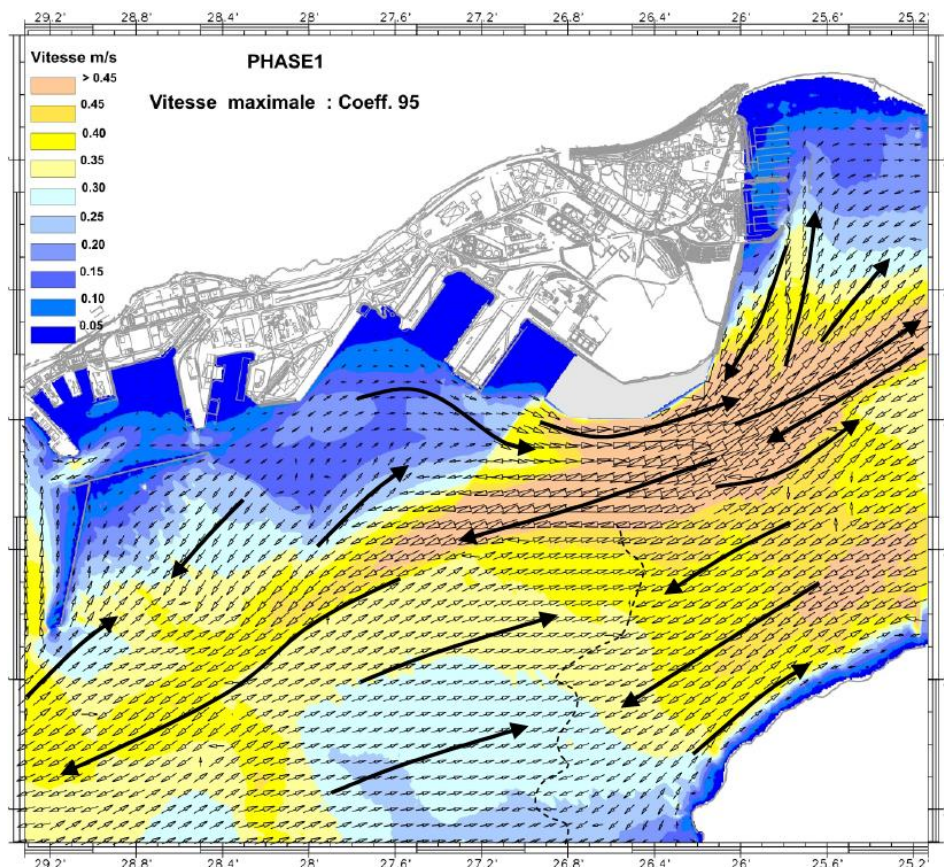 29.2' 28.8' 28.4' 28' 27.6' 27.2' 26.8' 26.4' 26' 25.6' 25.2'
Vitesse m/s
PHASE1
> 0.45
Vitesse maximale : Coeff. 95
0.45
0.40
0.35
0.30
0.25
0.20
0.15
0.10
0.05
29.2' 28.8' 28.4' 28' 27.6' 27.2' 26.8' 26.4' 26' 25.6' 25.2'